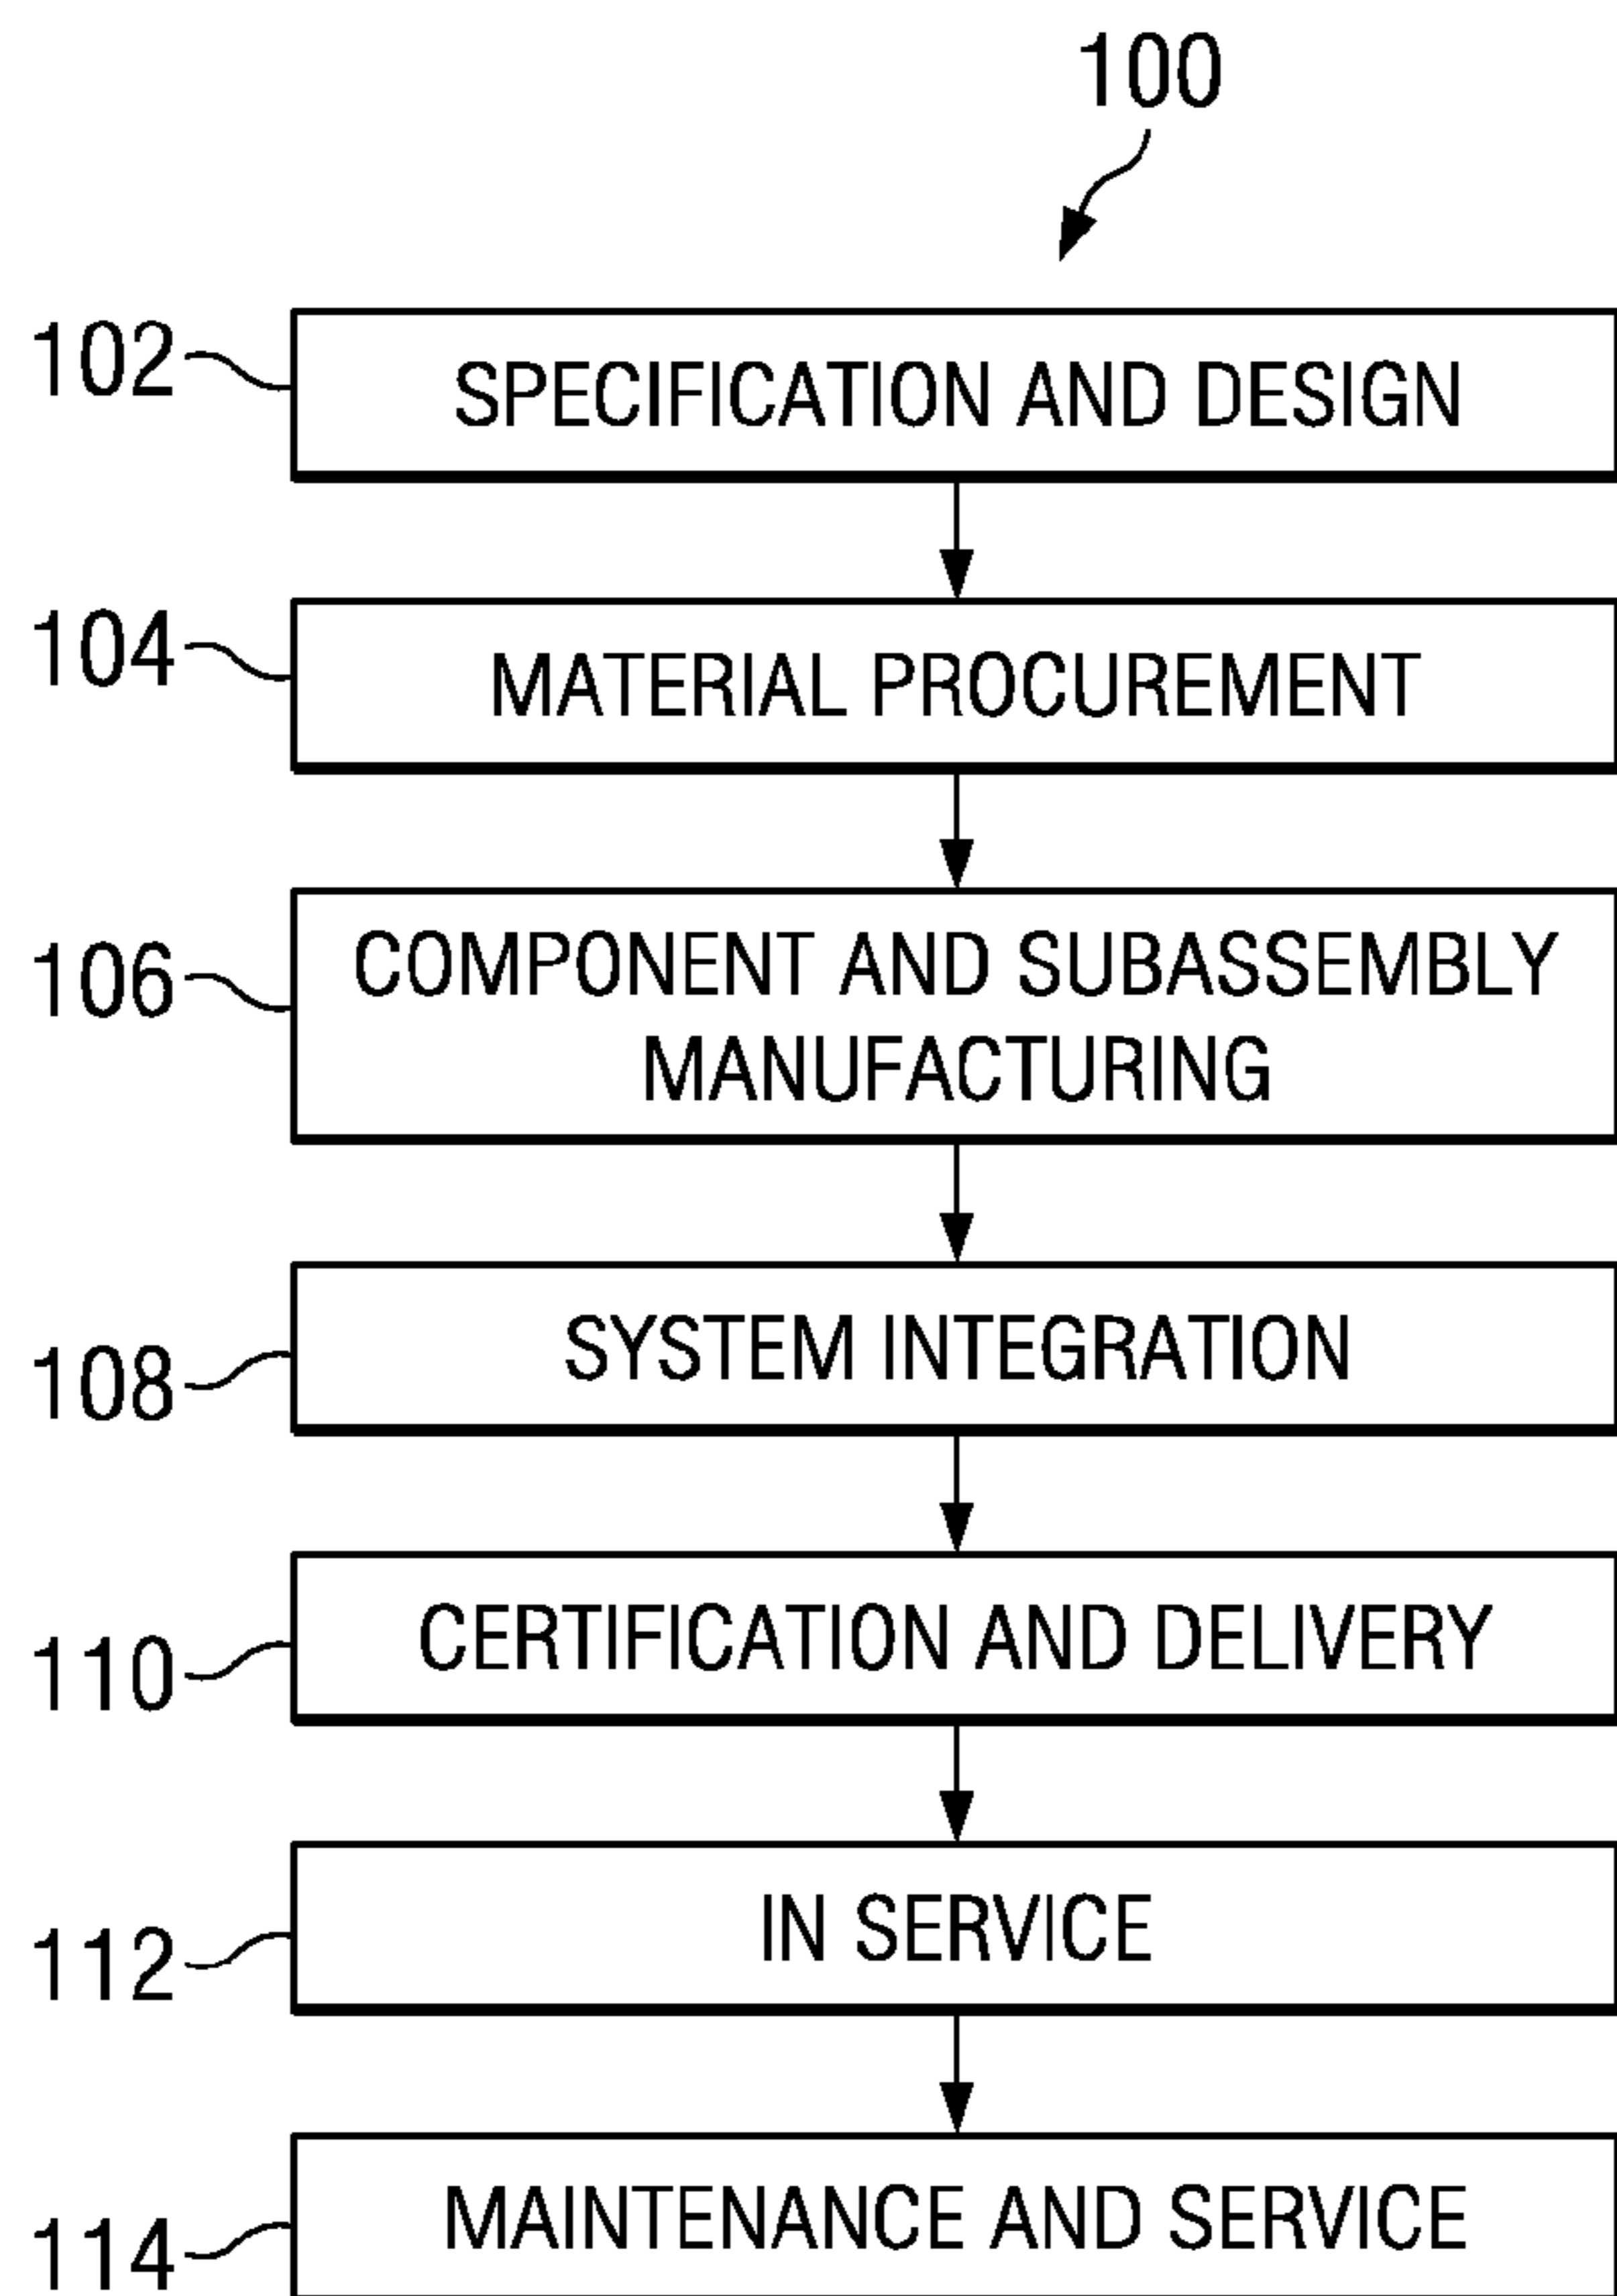 100
102
SPECIFICATION AND DESIGN
104
MATERIAL PROCUREMENT
106
COMPONENT AND SUBASSEMBLY
MANUFACTURING
108
SYSTEM INTEGRATION
110
CERTIFICATION AND DELIVERY
112
IN SERVICE
114
MAINTENANCE AND SERVICE